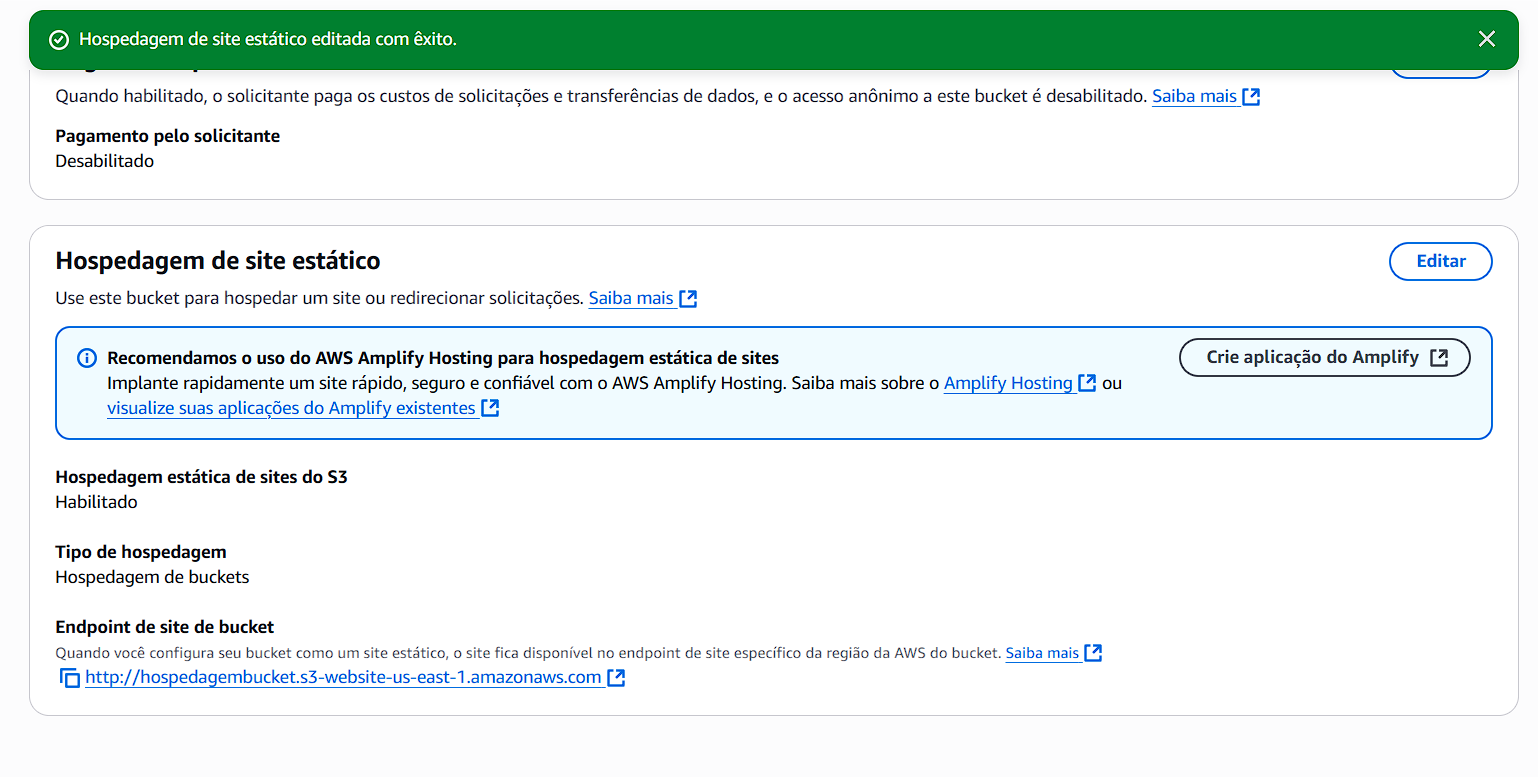 Hospedagem de site estático editada com êxito.
Quando habilitado, o solicitante paga os custos de solicitações e transferências de dados, e o acesso anônimo a este bucket é desabilitado. Saiba mais
Pagamento pelo solicitante
Desabilitado
Hospedagem de site estático
Editar
Use este bucket para hospedar um site ou redirecionar solicitações. Saiba mais
Recomendamos o uso do AWS Amplify Hosting para hospedagem estática de sites
Crie aplicação do Amplify
Implante rapidamente um site rápido, seguro e confiável com o AWS Amplify Hosting. Saiba mais sobre o Amplify Hosting ou
visualize suas aplicações do Amplify existentes
Hospedagem estática de sites do S3
Habilitado
Tipo de hospedagem
Hospedagem de buckets
Endpoint de site de bucket
Quando você configura seu bucket como um site estático, o site fica disponível no endpoint de site específico da região da AWS do bucket. Saiba mais
http://hospedagembucket.s3-website-us-east-1.amazonaws.com